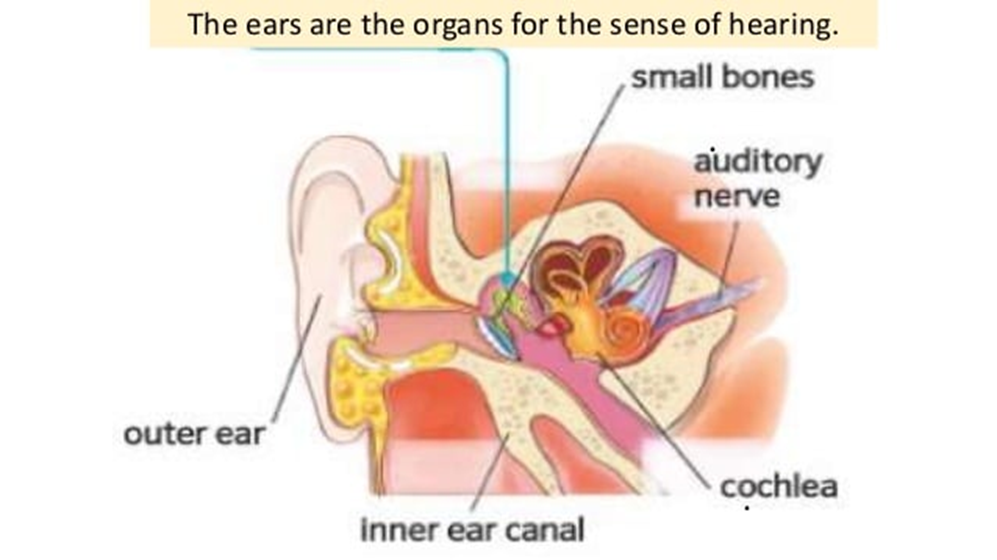 The ears are the organs for the sense of hearing.
small bones
auditory
nerve
outer ear
cochlea
inner ear canal